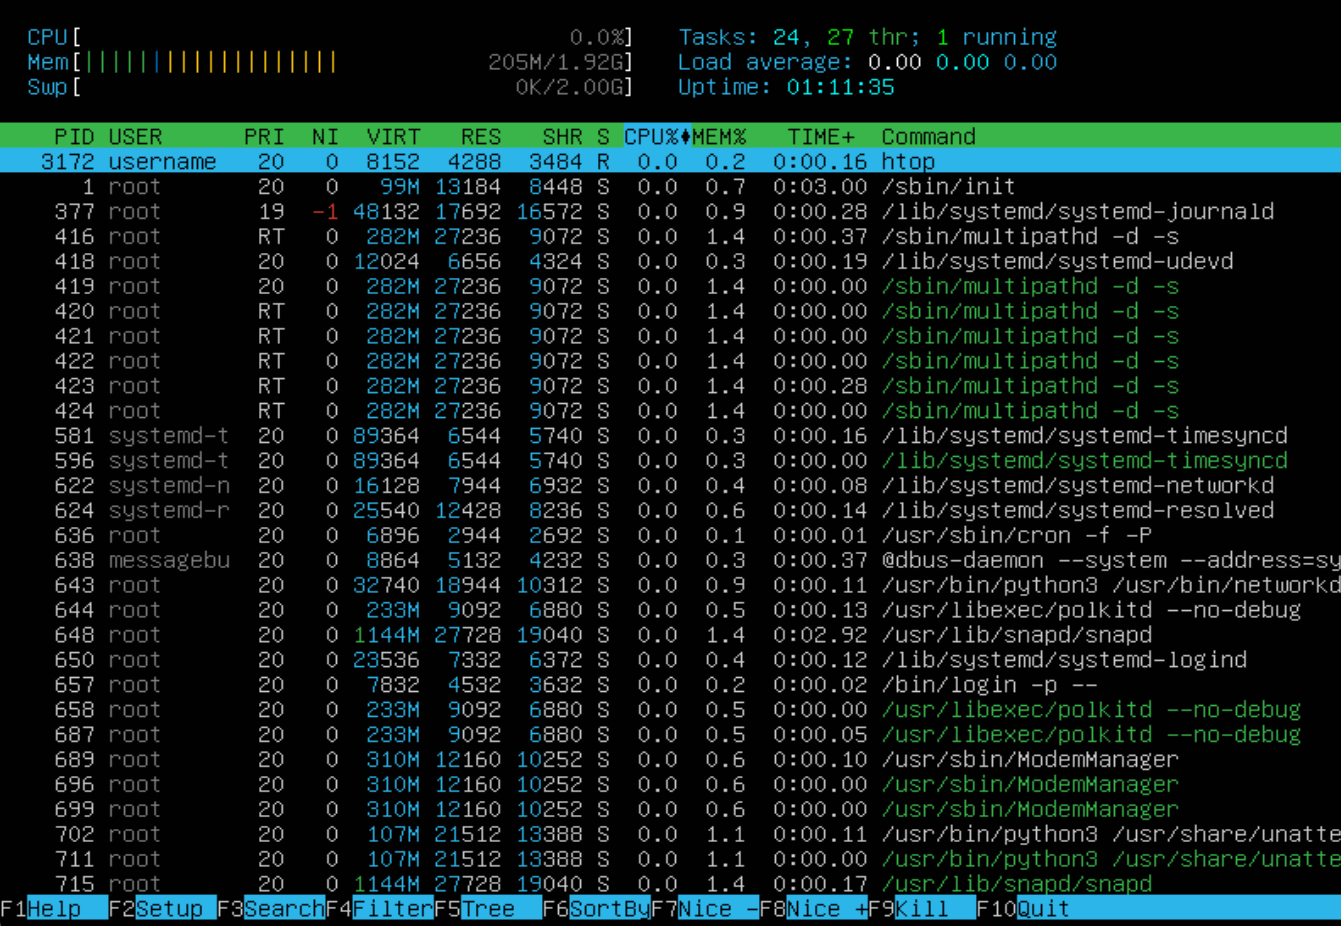 CPU[ 0.0%] Tasks: 24, 27 thr; 1 running
Mem[|||||||||||||||||||| 205M/1.92G] Load average: 0.00 0.00 0.00
Swp[ 0K/2.00G] Uptime: 01:11:35
PID USER PRI NI VIRT RES SHR S CPU% MEM% TIME+ Command
3172 username 20 0 8152 4288 3484 R 0.0 0.2 0:00.16 htop
1 root 20 0 99M 13184 8448 S 0.0 0.7 0:03.00 /sbin/init
377 root 19 -1 48132 17692 16572 S 0.0 0.9 0:00.28 /lib/systemd/systemd-journald
416 root RT 0 282M 27236 9072 S 0.0 1.4 0:00.37 /sbin/multipathd -d -s
418 root 20 0 12024 6656 4324 S 0.0 0.3 0:00.19 /lib/systemd/systemd-udevd
419 root 20 0 282M 27236 9072 S 0.0 1.4 0:00.00 /sbin/multipathd -d -s
420 root RT 0 282M 27236 9072 S 0.0 1.4 0:00.00 /sbin/multipathd -d -s
421 root RT 0 282M 27236 9072 S 0.0 1.4 0:00.00 /sbin/multipathd -d -s
422 root RT 0 282M 27236 9072 S 0.0 1.4 0:00.00 /sbin/multipathd -d -s
423 root RT 0 282M 27236 9072 S 0.0 1.4 0:00.28 /sbin/multipathd -d -s
424 root RT 0 282M 27236 9072 S 0.0 1.4 0:00.00 /sbin/multipathd -d -s
581 systemd-t 20 0 89364 6544 5740 S 0.0 0.3 0:00.16 /lib/systemd/systemd-timesyncd
596 systemd-t 20 0 89364 6544 5740 S 0.0 0.3 0:00.00 /lib/systemd/systemd-timesyncd
622 systemd-n 20 0 16128 7944 6932 S 0.0 0.4 0:00.08 /lib/systemd/systemd-networkd
624 systemd-r 20 0 25540 12428 8236 S 0.0 0.6 0:00.14 /lib/systemd/systemd-resolved
636 root 20 0 6896 2944 2692 S 0.0 0.1 0:00.01 /usr/sbin/cron -f -P
638 messagebu 20 0 8864 5132 4232 S 0.0 0.3 0:00.37 @dbus-daemon --system --address=sy
643 root 20 0 32740 18944 10312 S 0.0 0.9 0:00.11 /usr/bin/python3 /usr/bin/networkd
644 root 20 0 233M 9092 6880 S 0.0 0.5 0:00.13 /usr/libexec/polkitd --no-debug
648 root 20 0 1144M 27728 19040 S 0.0 1.4 0:02.92 /usr/lib/snapd/snapd
650 root 20 0 23536 7332 6372 S 0.0 0.4 0:00.12 /lib/systemd/systemd-logind
657 root 20 0 7832 4532 3632 S 0.0 0.2 0:00.02 /bin/login -p --
658 root 20 0 233M 9092 6880 S 0.0 0.5 0:00.00 /usr/libexec/polkitd --no-debug
687 root 20 0 233M 9092 6880 S 0.0 0.5 0:00.05 /usr/libexec/polkitd --no-debug
689 root 20 0 310M 12160 10252 S 0.0 0.6 0:00.10 /usr/sbin/ModemManager
696 root 20 0 310M 12160 10252 S 0.0 0.6 0:00.00 /usr/sbin/ModemManager
699 root 20 0 310M 12160 10252 S 0.0 0.6 0:00.00 /usr/sbin/ModemManager
702 root 20 0 107M 21512 13388 S 0.0 1.1 0:00.11 /usr/bin/python3 /usr/share/unatte
711 root 20 0 107M 21512 13388 S 0.0 1.1 0:00.00 /usr/bin/python3 /usr/share/unatte
715 root 20 0 1144M 27728 19040 S 0.0 1.4 0:00.17 /usr/lib/snapd/snapd
F1Help F2Setup F3SearchF4FilterF5Tree F6SortByF7Nice -F8Nice +F9Kill F10Quit